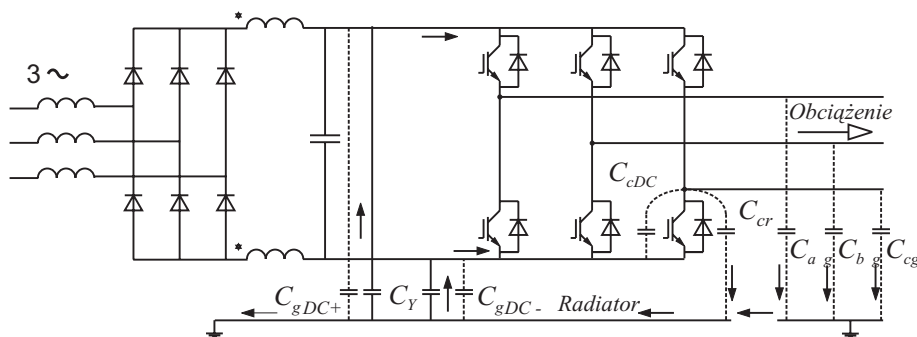 *
3 ~
Obciążenie
C_cDC
C_cr
C_a g C_b g C_cg
C_gDC+ C_Y C_gDC - Radiator
*